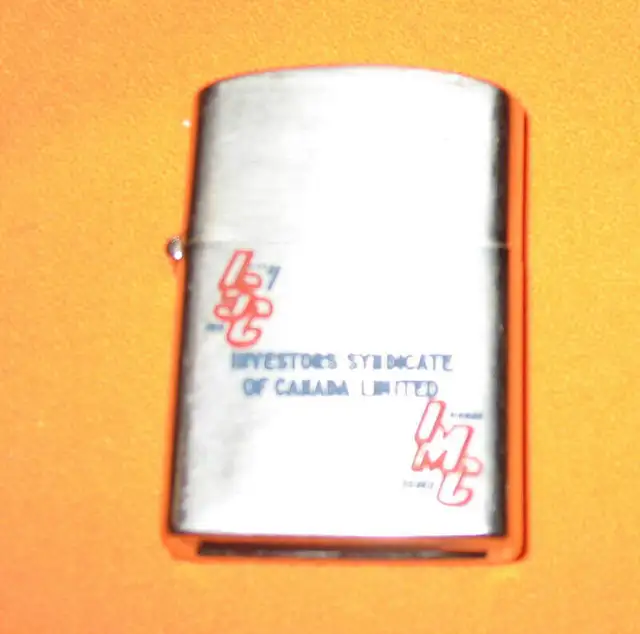 ISC
INVESTORS SYNDICATE
OF CANADA LIMITED
IMC